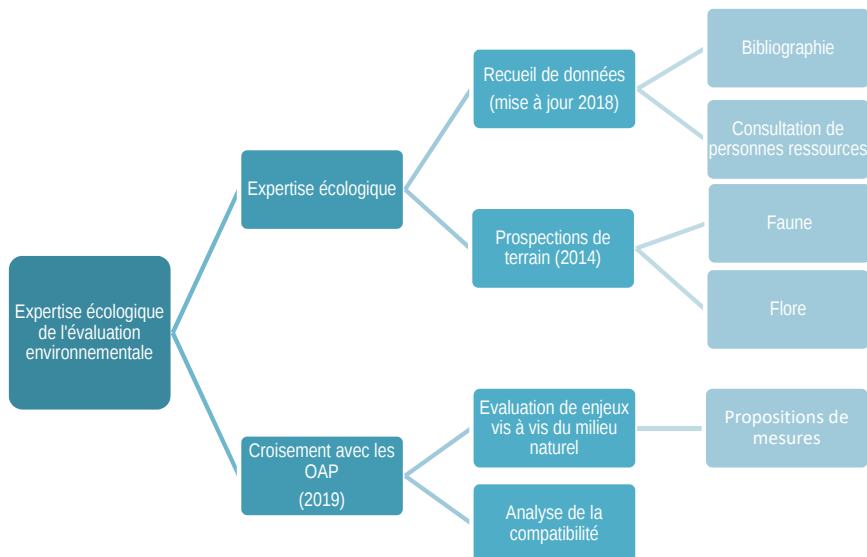 Expertise écologique
de l'évaluation
environnementale
Expertise écologique
Recueil de données
(mise à jour 2018)
Bibliographie
Consultation de
personnes ressources
Prospections de
terrain (2014)
Faune
Flore
Croisement avec les
OAP
(2019)
Evaluation de enjeux
vis à vis du milieu
naturel
Propositions de
mesures
Analyse de la
compatibilité